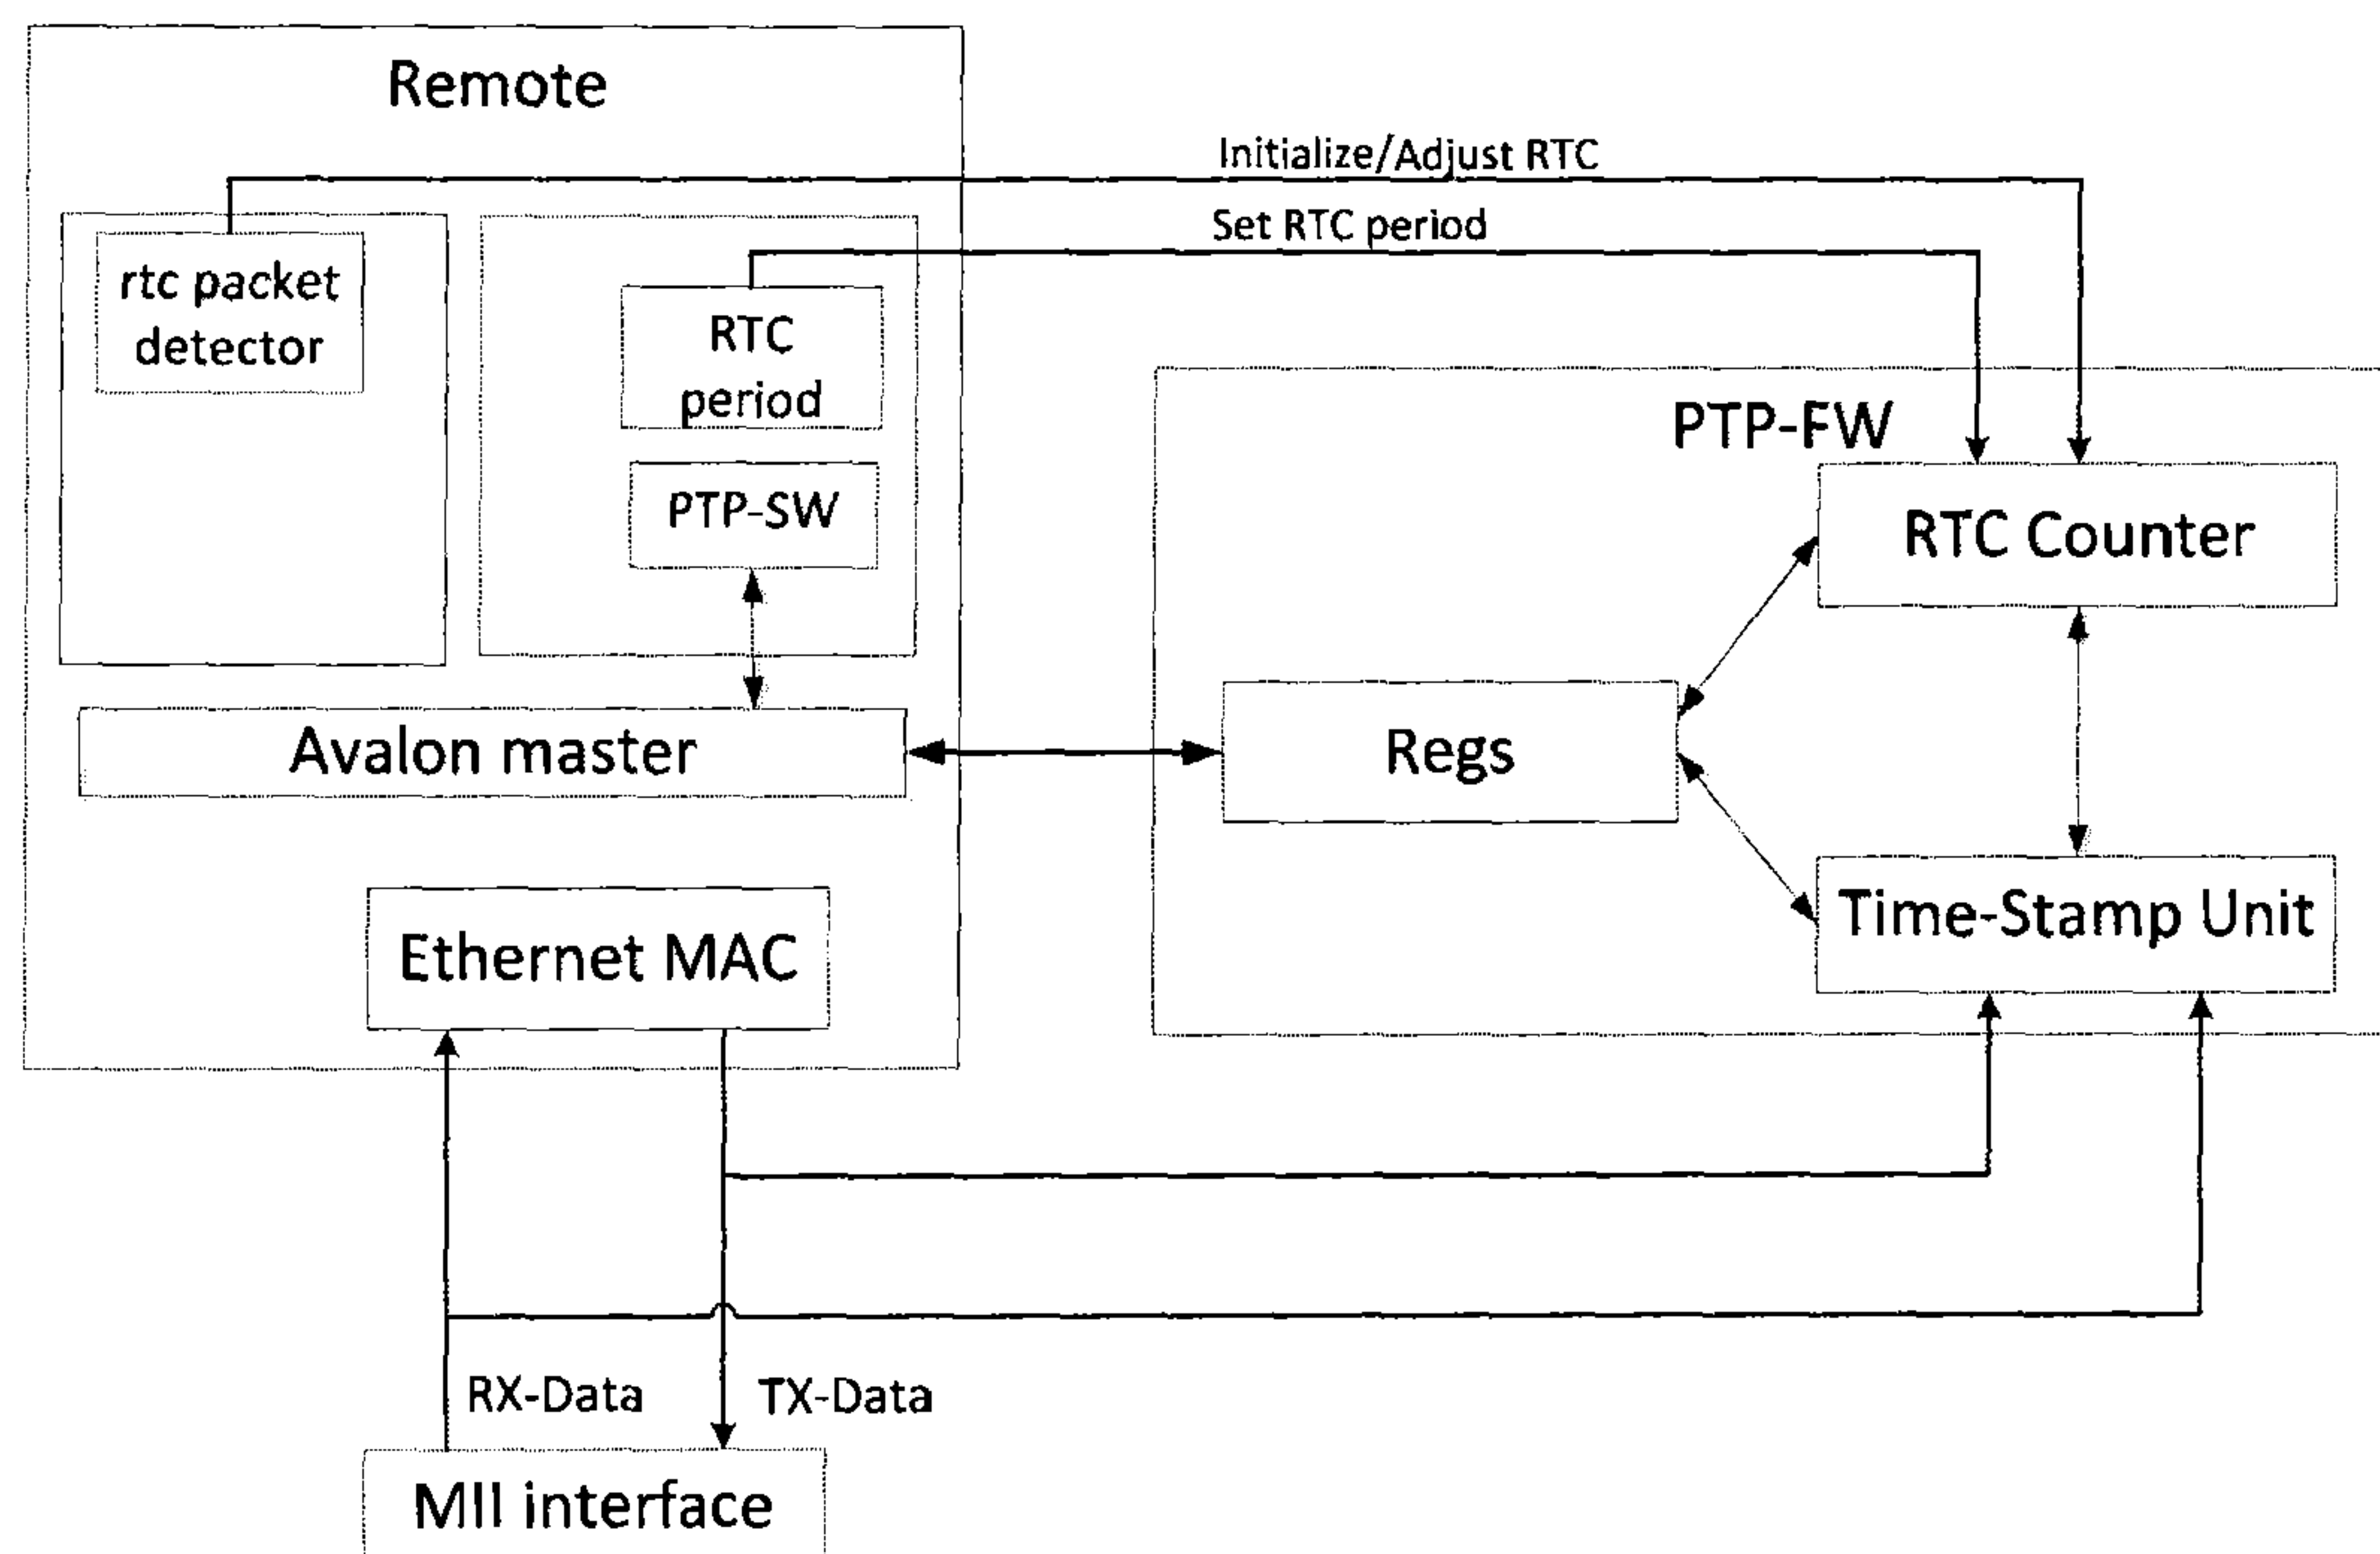 Remote
Initialize/Adjust RTC
Set RTC period
rtc packet
detector
RTC
period
PTP-SW
PTP-FW
RTC Counter
Avalon master
Regs
Ethernet MAC
Time-Stamp Unit
RX-Data
TX-Data
MII interface